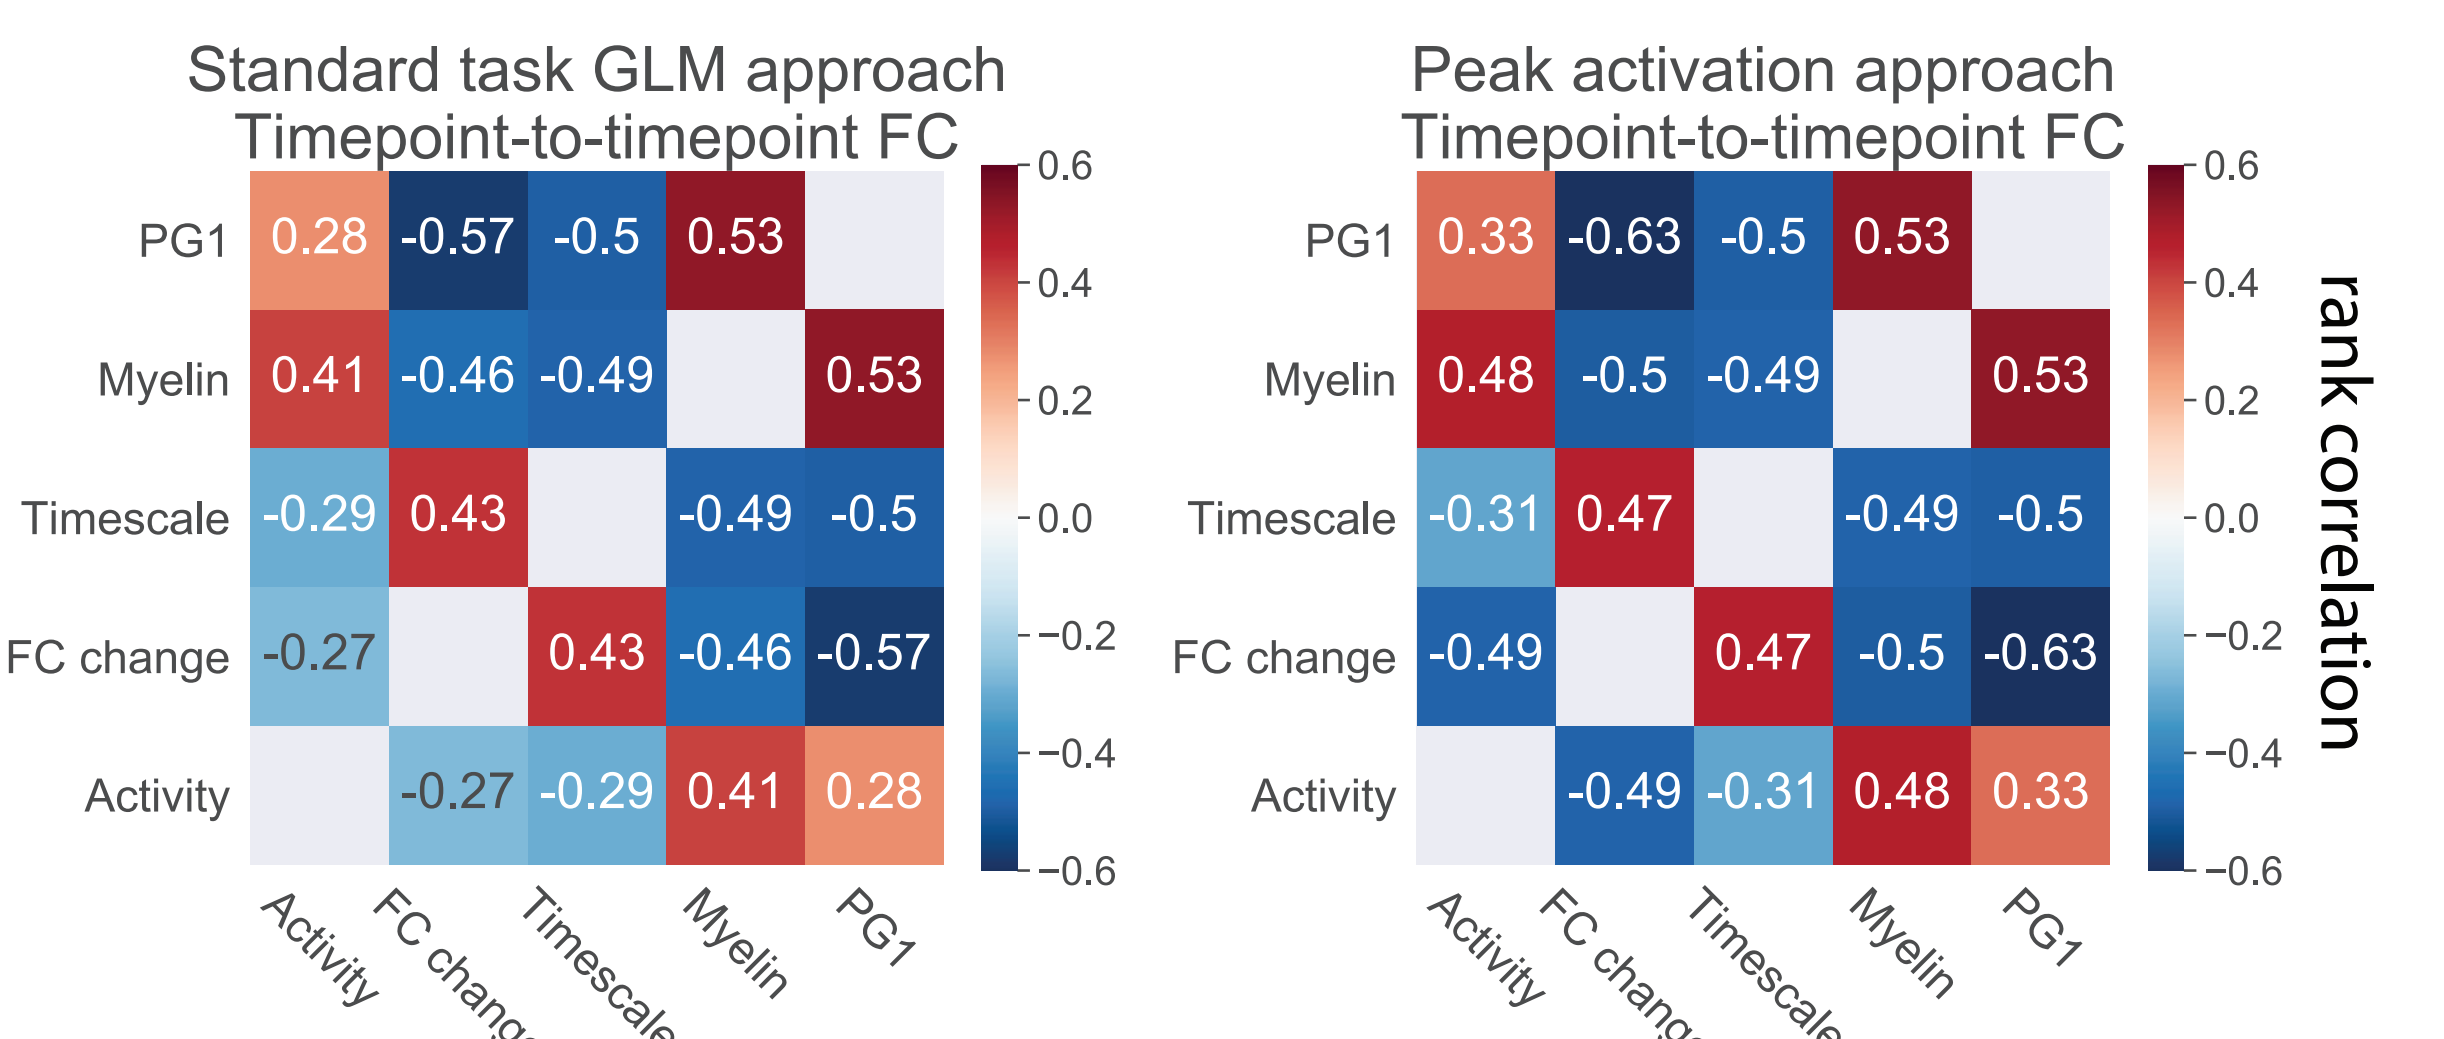 Standard task GLM approach
Timepoint-to-timepoint FC
PG1 0.28 -0.57 -0.5 0.53
Myelin 0.41 -0.46 -0.49 0.53
Timescale -0.29 0.43 -0.49 -0.5
FC change -0.27 0.43 -0.46 -0.57
Activity -0.27 -0.29 0.41 0.28
Activity FC change Timescale Myelin PG1
0.6
0.4
0.2
0.0
−0.2
−0.4
−0.6
Peak activation approach
Timepoint-to-timepoint FC
PG1 0.33 -0.63 -0.5 0.53
Myelin 0.48 -0.5 -0.49 0.53
Timescale -0.31 0.47 -0.49 -0.5
FC change -0.49 0.47 -0.5 -0.63
Activity -0.49 -0.31 0.48 0.33
Activity FC change Timescale Myelin PG1
0.6
0.4
0.2
0.0
−0.2
−0.4
−0.6
rank correlation